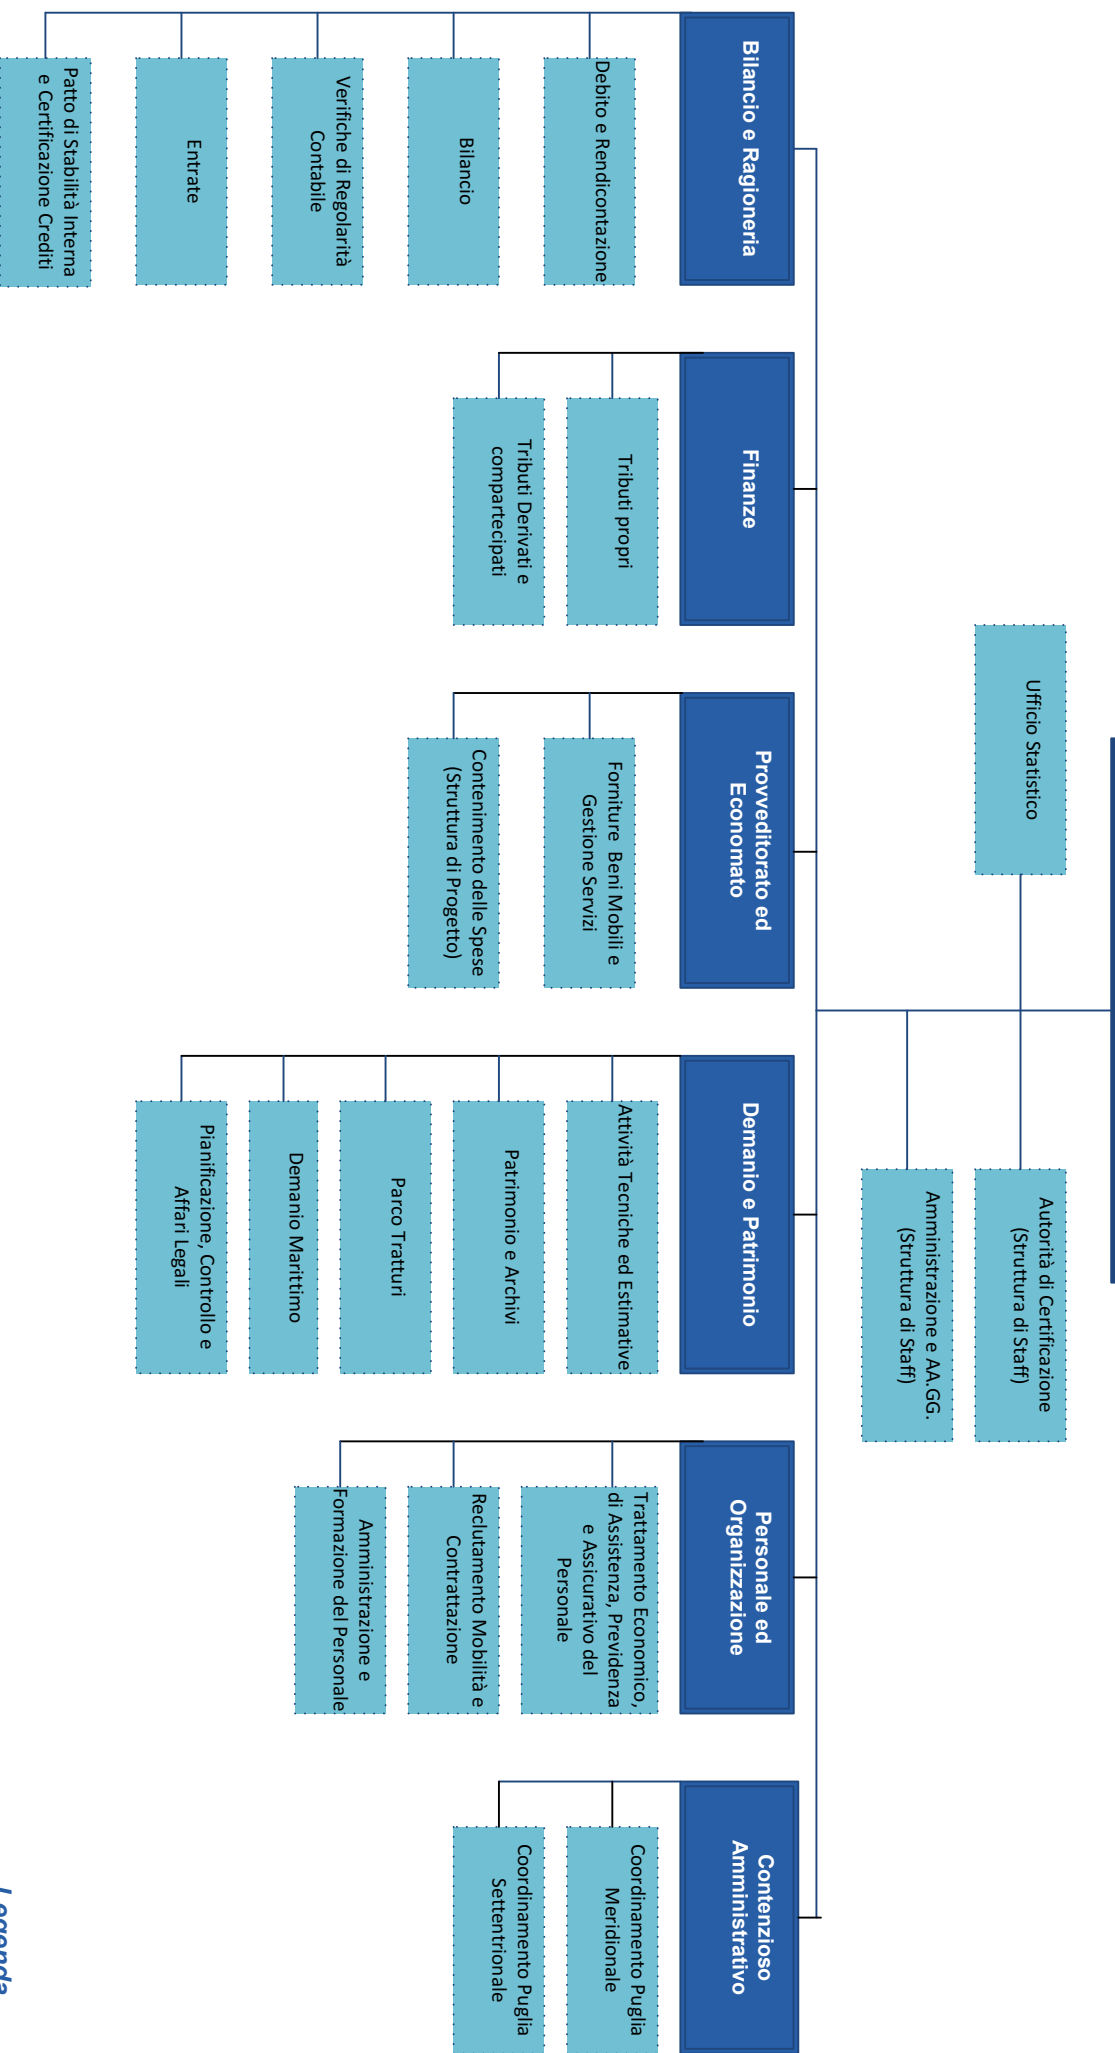 Ufficio Statistico
Autorità di Certificazione
(Struttura di Staff)
Amministrazione e AA.GG.
(Struttura di Staff)
Bilancio e Ragioneria
Debito e Rendicontazione
Bilancio
Verifiche di Regolarità
Contabile
Entrate
Patto di Stabilità Interna
e Certificazione Crediti
Finanze
Tributi propri
Tributi Derivati e
compartecipati
Provveditorato ed
Economato
Forniture Beni Mobili e
Gestione Servizi
Contenimento delle Spese
(Struttura di Progetto)
Demanio e Patrimonio
Attività Tecniche ed Estimative
Patrimonio e Archivi
Parco Tratturi
Demanio Marittimo
Pianificazione, Controllo e
Affari Legali
Personale ed
Organizzazione
Trattamento Economico,
di Assistenza, Previdenza
e Assicurativo del
Personale
Reclutamento Mobilità e
Contrattazione
Amministrazione e
Formazione del Personale
Contenzioso
Amministrativo
Coordinamento Puglia
Meridionale
Coordinamento Puglia
Settentrionale
Legenda